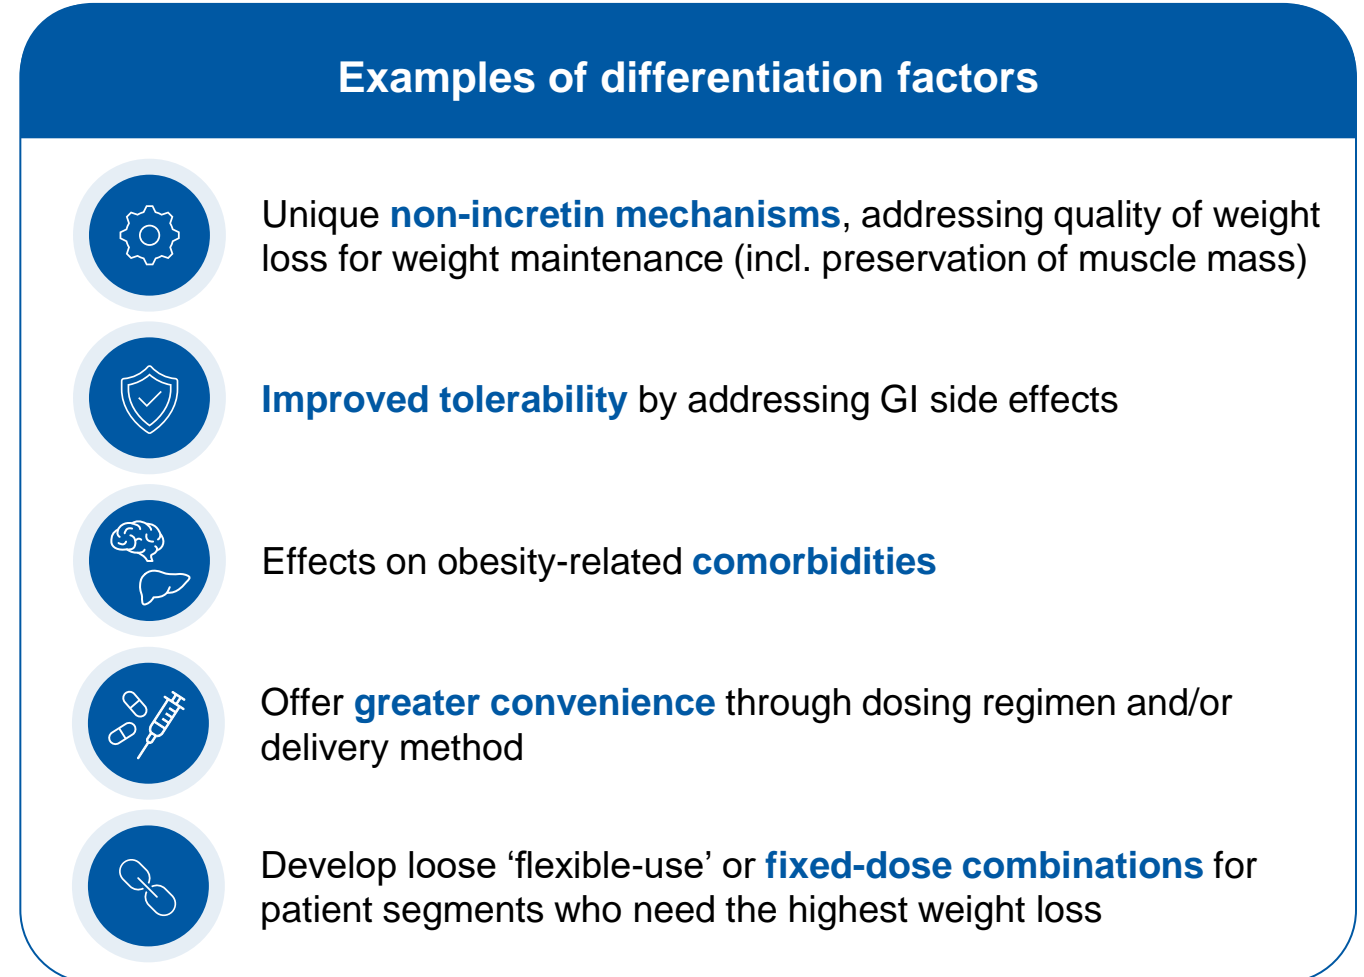 Examples of differentiation factors
Unique non-incretin mechanisms, addressing quality of weight
loss for weight maintenance (incl. preservation of muscle mass)
Improved tolerability by addressing GI side effects
Effects on obesity-related comorbidities
Offer greater convenience through dosing regimen and/or
delivery method
Develop loose ‘flexible-use’ or fixed-dose combinations for
patient segments who need the highest weight loss